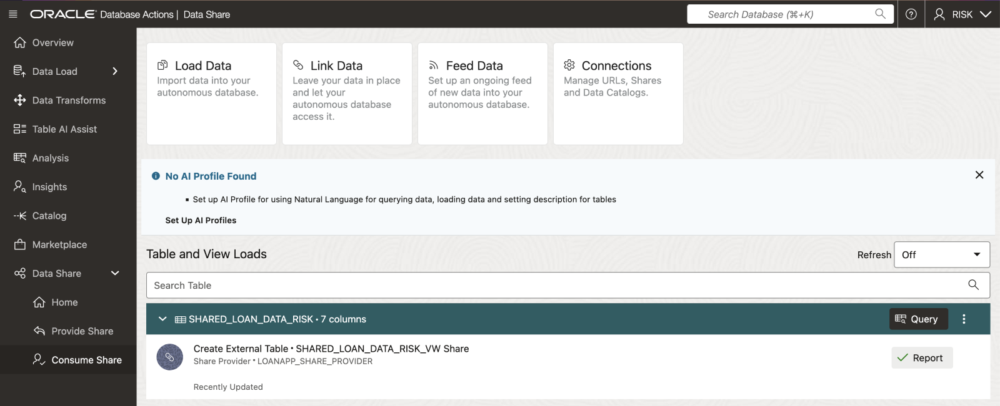 ORACLE Database Actions | Data Share
Search Database (⌘+K)
RISK
Overview
Data Load
Data Transforms
Table AI Assist
Analysis
Insights
Catalog
Marketplace
Data Share
Home
Provide Share
Consume Share
Load Data
Import data into your
autonomous database.
Link Data
Leave your data in place
and let your
autonomous database
access it.
Feed Data
Set up an ongoing feed
of new data into your
autonomous database.
Connections
Manage URLs, Shares
and Data Catalogs.
No AI Profile Found
▪ Set up AI Profile for using Natural Language for querying data, loading data and setting description for tables
Set Up AI Profiles
Table and View Loads
Refresh Off
Search Table
SHARED_LOAN_DATA_RISK • 7 columns
Query
Create External Table • SHARED_LOAN_DATA_RISK_VW Share
Share Provider • LOANAPP_SHARE_PROVIDER
Report
Recently Updated